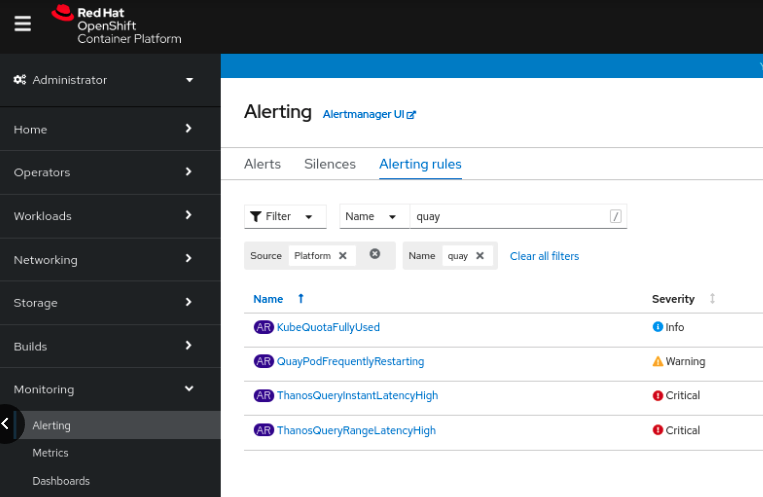 Red Hat
OpenShift
Container Platform
Administrator
Home
Operators
Workloads
Networking
Storage
Builds
Monitoring
Alerting
Metrics
Dashboards
Alerting Alertmanager UI
Alerts Silences Alerting rules
Filter Name quay /
Source Platform Name quay Clear all filters
Name Severity
AR KubeQuotaFullyUsed Info
AR QuayPodFrequentlyRestarting Warning
AR ThanosQueryInstantLatencyHigh Critical
AR ThanosQueryRangeLatencyHigh Critical